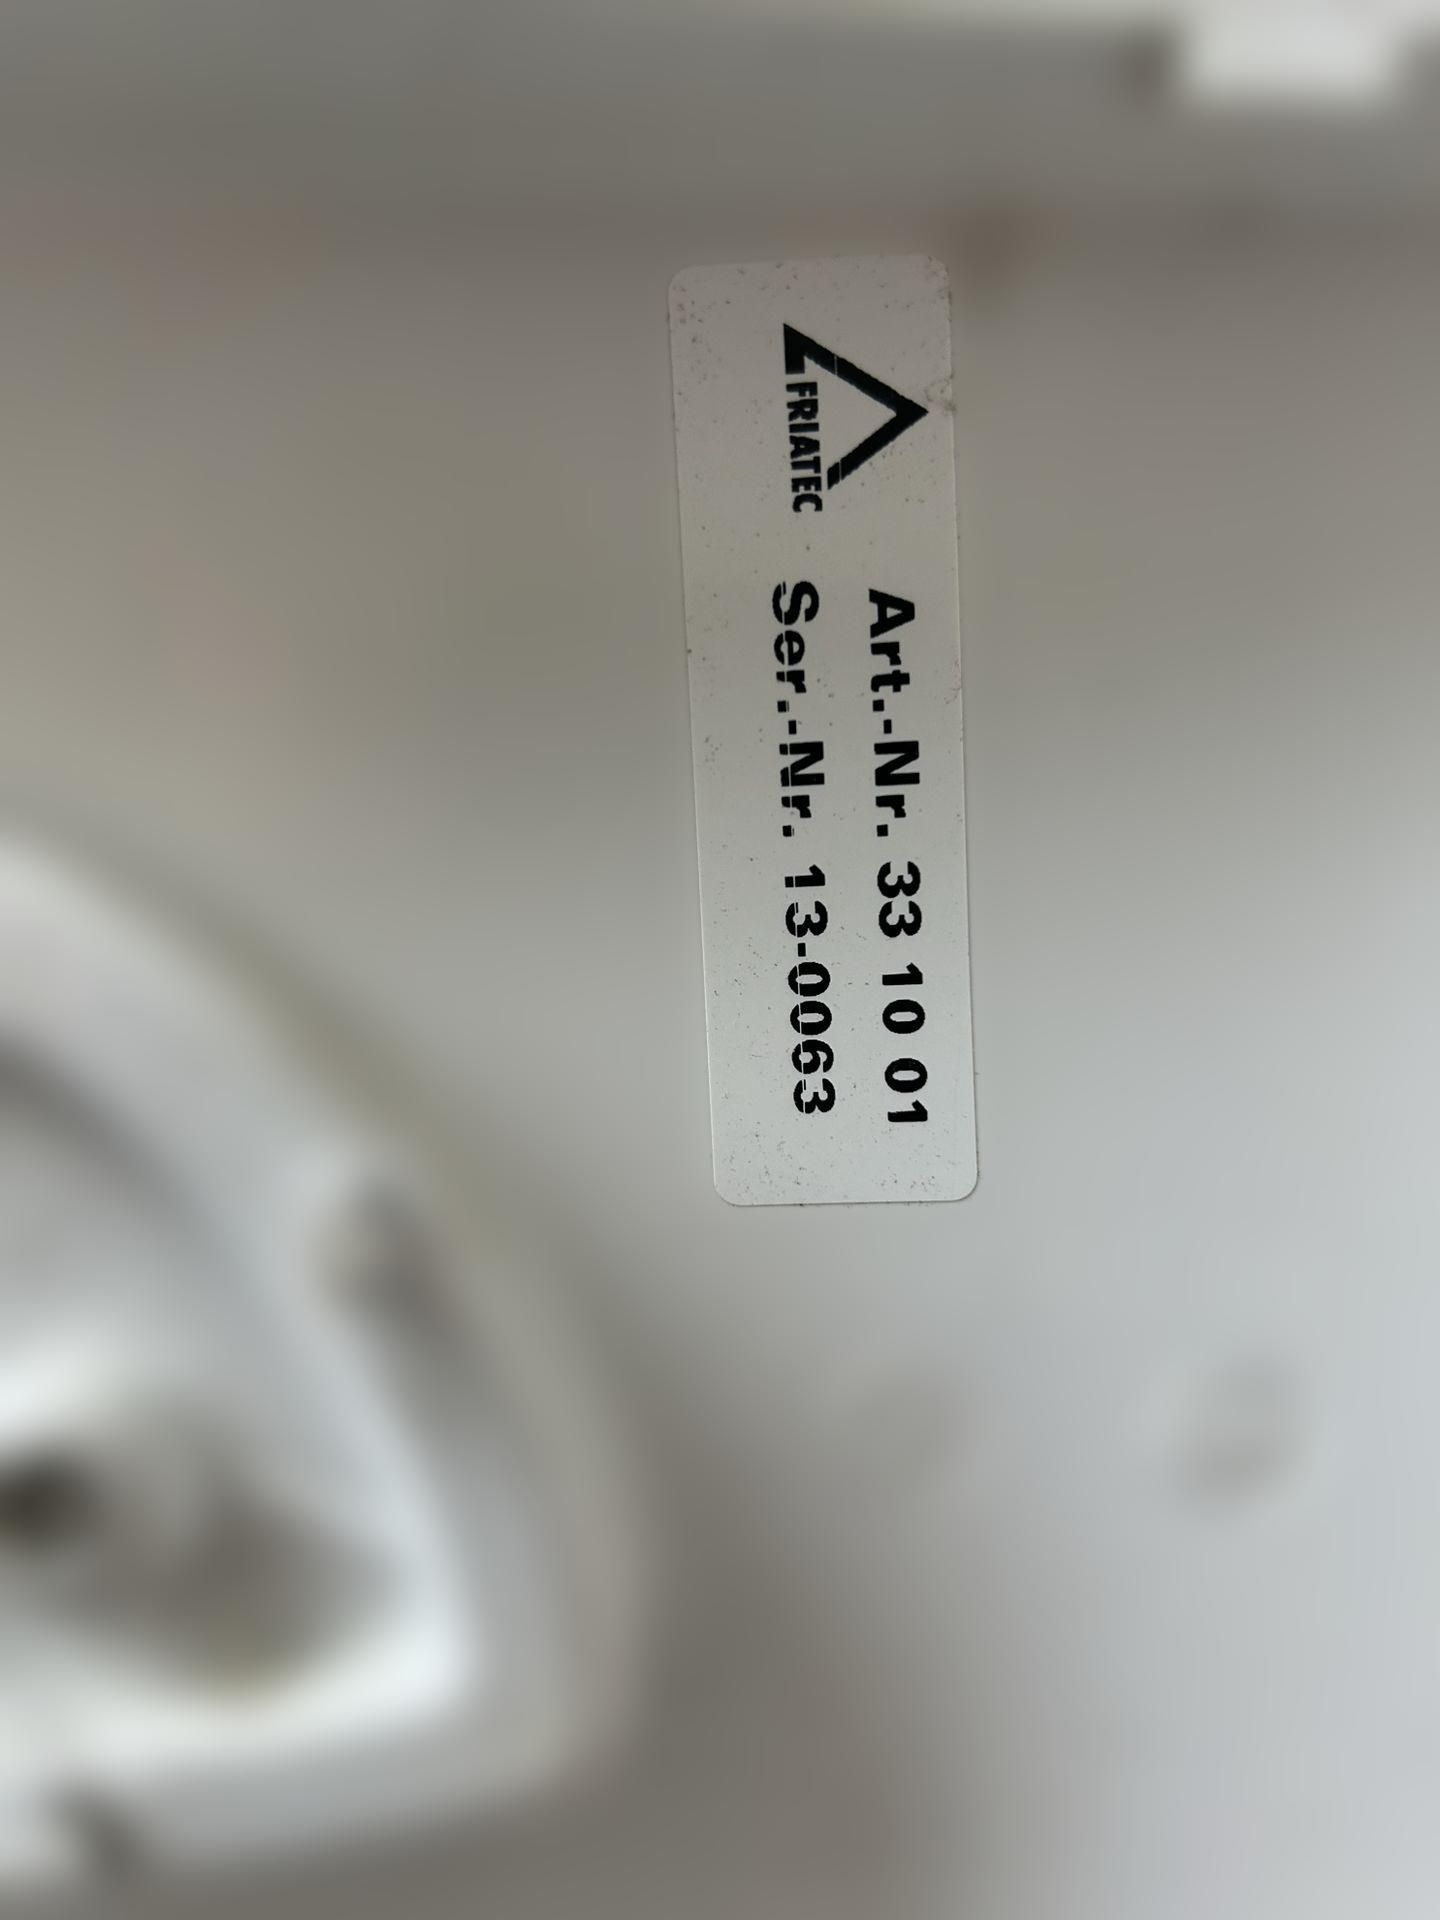 FRIATEC
Art.-Nr. 33 10 01
Ser.-Nr. 13-0063